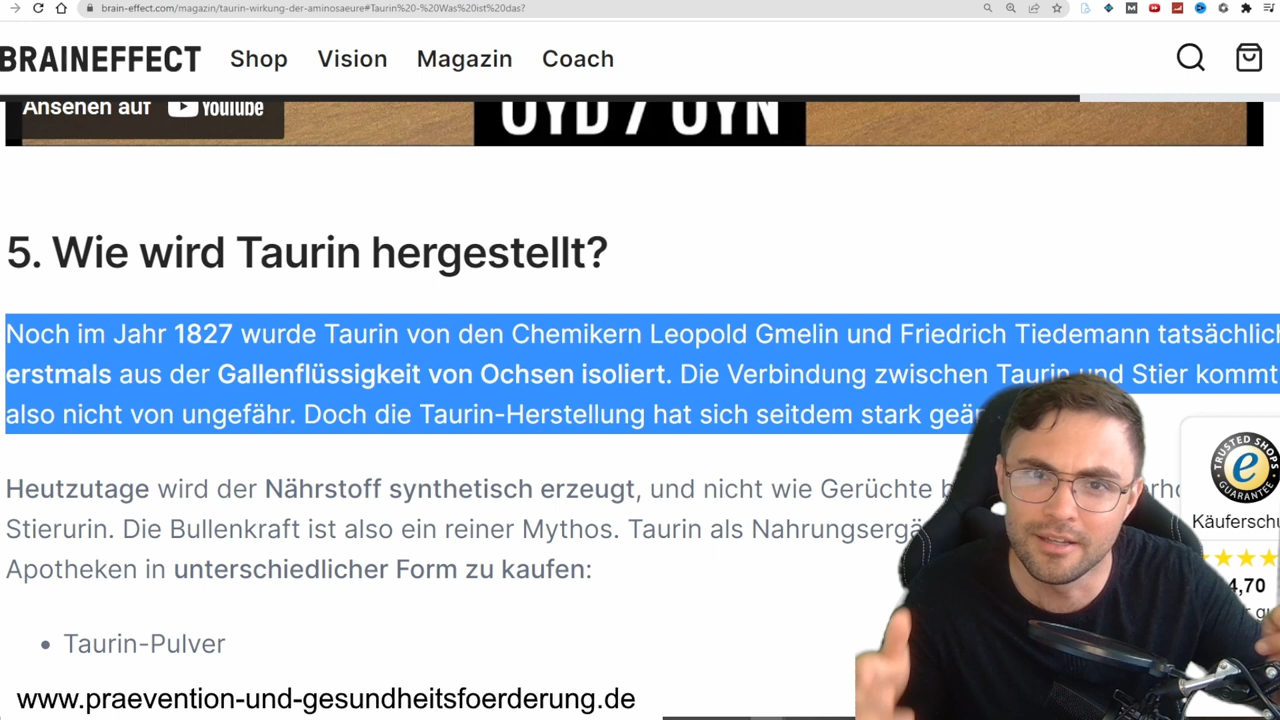 brain-effect.com/magazin/taurin-wirkung-der-aminosaeure#Taurin%20-%20Was%20ist%20das?
BRAINEFFECT Shop Vision Magazin Coach
Ansehen auf YouTube
UYD / UYN
5. Wie wird Taurin hergestellt?
Noch im Jahr 1827 wurde Taurin von den Chemikern Leopold Gmelin und Friedrich Tiedemann tatsächlich
erstmals aus der Gallenflüssigkeit von Ochsen isoliert. Die Verbindung zwischen Taurin und Stier kommt
also nicht von ungefähr. Doch die Taurin-Herstellung hat sich seitdem stark
Heutzutage wird der Nährstoff synthetisch erzeugt, und nicht wie Gerüchte
Stierurin. Die Bullenkraft ist also ein reiner Mythos. Taurin als
Apotheken in unterschiedlicher Form zu kaufen:
• Taurin-Pulver
TRUSTED SHOPS
e
GUARANTEE
4,70
www.praevention-und-gesundheitsfoerderung.de